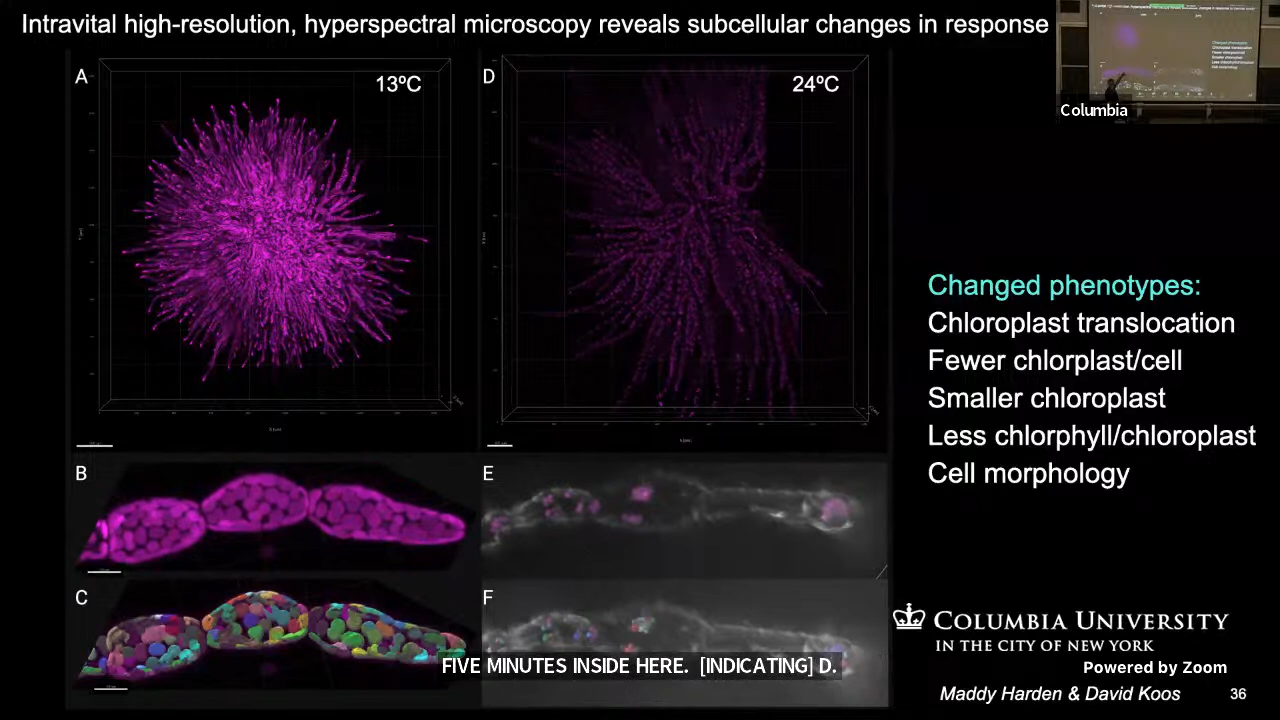 Intravital high-resolution, hyperspectral microscopy reveals subcellular changes in response
A
13ºC
D
24ºC
Columbia
Changed phenotypes:
Chloroplast translocation
Fewer chlorplast/cell
Smaller chloroplast
Less chlorphyll/chloroplast
Cell morphology
B
E
C
F
COLUMBIA UNIVERSITY
IN THE CITY OF NEW YORK
FIVE MINUTES INSIDE HERE. [INDICATING] D.
Powered by Zoom
Maddy Harden & David Koos
36